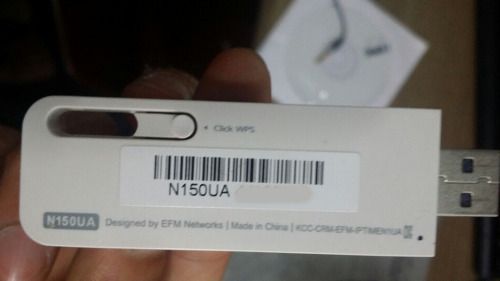 ◂ Click WPS
N150UA
N150UA Designed by EFM Networks | Made in China | KCC-CRM-EFM-IPTIMEN1UA